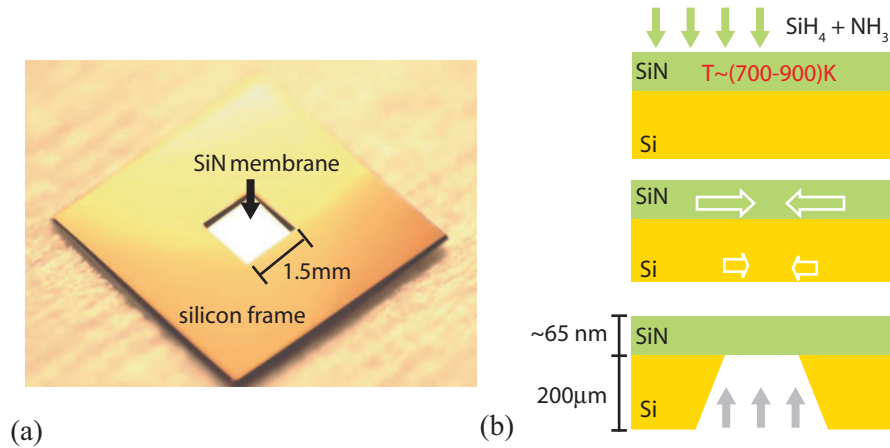 SiN membrane
1.5mm
silicon frame
(a)
SiH₄ + NH₃
SiN
T~(700-900)K
Si
SiN
Si
~65 nm
SiN
200μm
Si
(b)